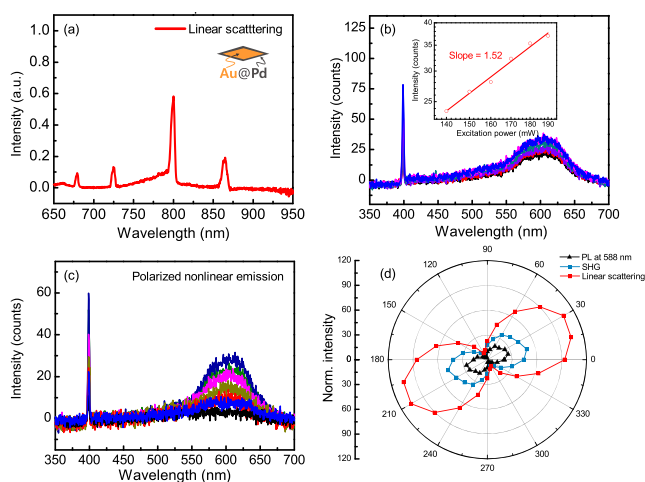 (a)
Linear scatttering
Au@Pd
Intensity (a.u.)
1.0
0.8
0.6
0.4
0.2
0.0
650 700 750 800 850 900 950
Wavelength (nm)
(b)
Intensity (counts)
120
100
80
60
40
20
0
350 400 450 500 550 600 650 700
Wavelength (nm)
Intensity (counts)
40
35
30
25
Slope = 1.52
140 150 160 170 180 190
Excitation power (mW)
(c)
Polarized nonlinear emission
Intensity (counts)
60
40
20
0
350 400 450 500 550 600 650 700
Wavelength (nm)
(d)
PL at 588 nm
SHG
Linear scattering
Norm. intensity
120
90
60
30
0
30
60
90
120
0
30
60
90
120
150
180
210
240
270
300
330